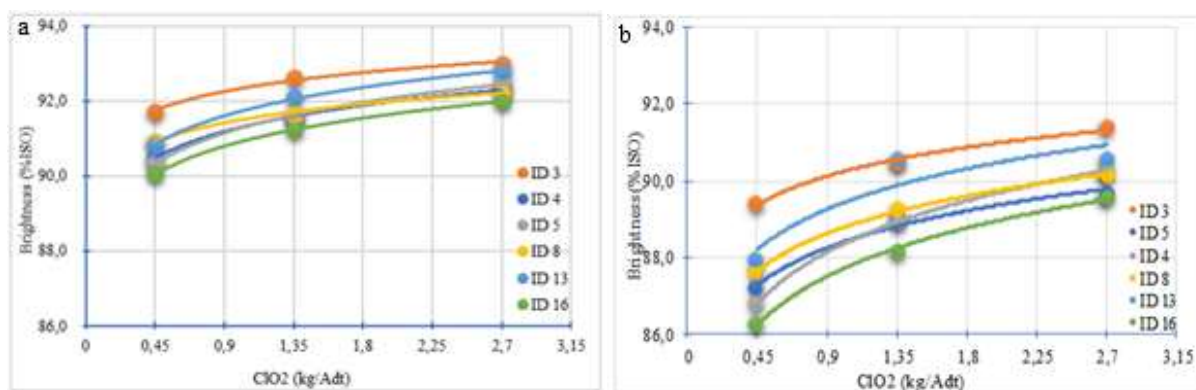 a
94,0
92,0
90,0
88,0
86,0
Brightness (%ISO)
0 0,45 0,9 1,35 1,8 2,25 2,7 3,15
ClO2 (kg/Adt)
ID 3
ID 4
ID 5
ID 8
ID 13
ID 16
b
94,0
92,0
90,0
88,0
86,0
Brightness (%ISO)
0 0,45 0,9 1,35 1,8 2,25 2,7 3,15
ClO2 (kg/Adt)
ID 3
ID 5
ID 4
ID 8
ID 13
ID 16